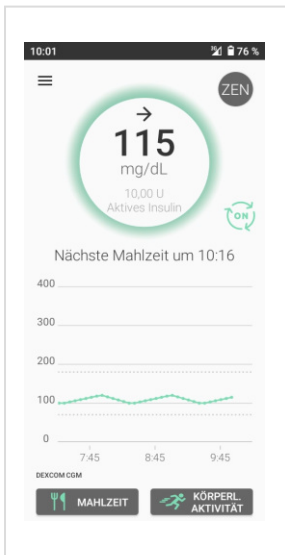 10:01
76 %
ZEN
115
mg/dL
10,00 U
Aktives Insulin
ON
Nächste Mahlzeit um 10:16
400
300
200
100
0
7:45 8:45 9:45
DEXCOM CGM
MAHLZEIT
KÖRPERL.
AKTIVITÄT